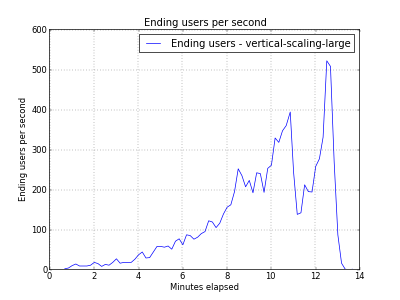 Ending users per second
Ending users - vertical-scaling-large
600
500
400
300
200
100
0
Ending users per second
0 2 4 6 8 10 12 14
Minutes elapsed